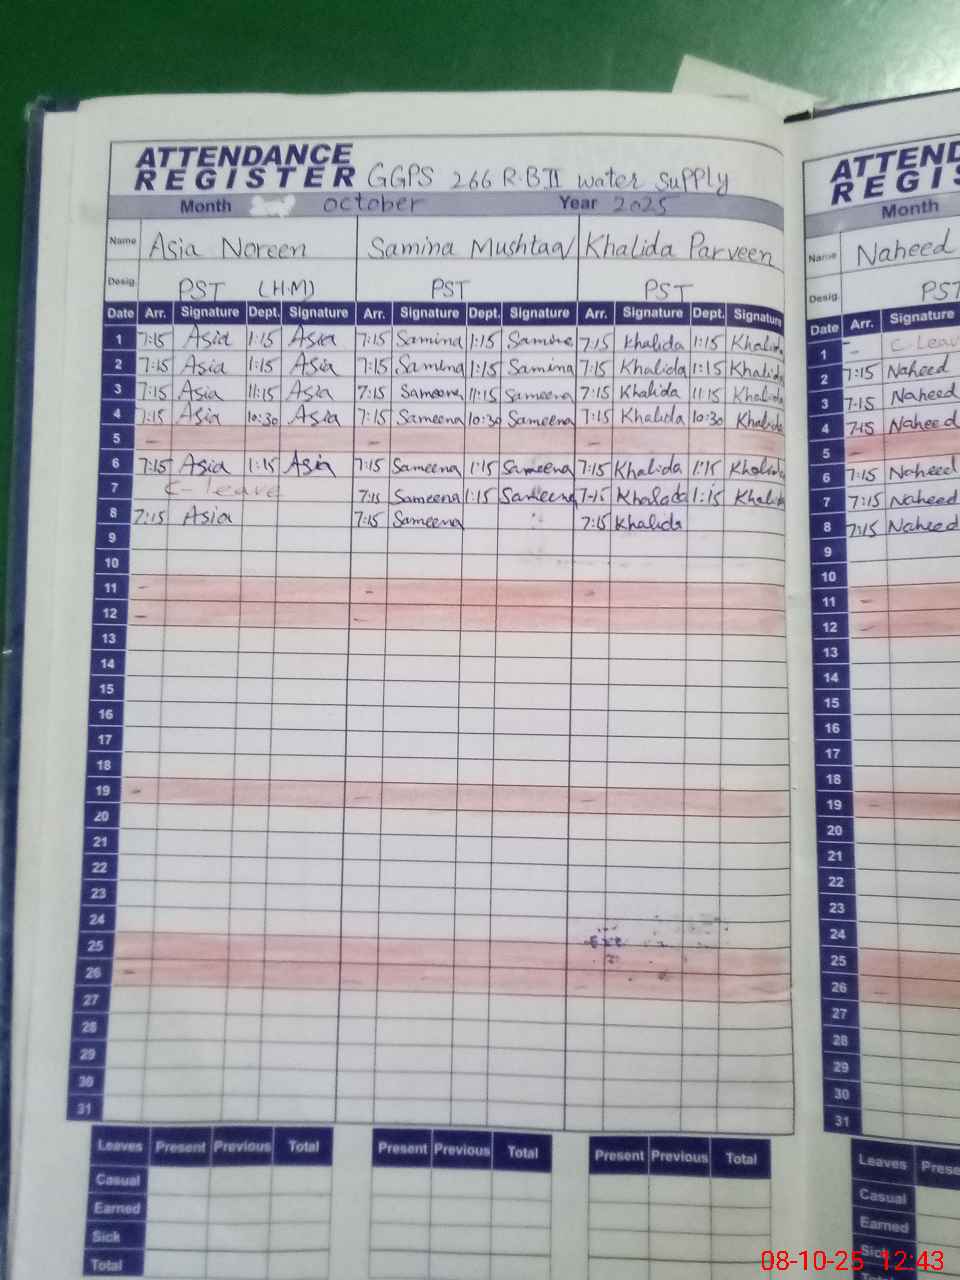 ATTENDANCE REGISTER GGPS 266 R.B II water supply
Month October Year 2025
Name Asia Noreen Samina Mushtaq Khalida Parveen
Desig. PST (H.M) PST PST
Date Arr. Signature Dept. Signature Arr. Signature Dept. Signature Arr. Signature Dept. Signature
1 7:15 Asia 1:15 Asia 7:15 Samina 1:15 Samina 7:15 Khalida 1:15 Khalida
2 7:15 Asia 1:15 Asia 7:15 Samina 1:15 Samina 7:15 Khalida 1:15 Khalida
3 7:15 Asia 11:15 Asia 7:15 Sameena 11:15 Sameena 7:15 Khalida 11:15 Khalida
4 7:15 Asia 10:30 Asia 7:15 Sameena 10:30 Sameena 7:15 Khalida 10:30 Khalida
5 - - -
6 7:15 Asia 1:15 Asia 7:15 Sameena 1:15 Sameena 7:15 Khalida 1:15 Khalida
7 C-leave 7:15 Sameena 1:15 Sameena 7:15 Khalida 1:15 Khalida
8 7:15 Asia 7:15 Sameena 7:15 Khalida
9
10
11 - - -
12 - -
13
14
15
16
17
18
19 - - -
20
21
22
23
24
25
26 -
27
28
29
30
31
Leaves Present Previous Total Present Previous Total Present Previous Total
Casual
Earned
Sick
Total
ATTEND
REGIS
Month
Name Naheed
Desig. PST
Date Arr. Signature
1 - C-Leav
2 7:15 Naheed
3 7:15 Naheed
4 7:15 Naheed
5 -
6 7:15 Naheed
7 7:15 Naheed
8 7:15 Naheed
9
10
11 -
12 -
13
14
15
16
17
18
19 -
20
21
22
23
24
25
26 -
27
28
29
30
31
Leaves Prese
Casual
Earned
Sick
08-10-25 12:43